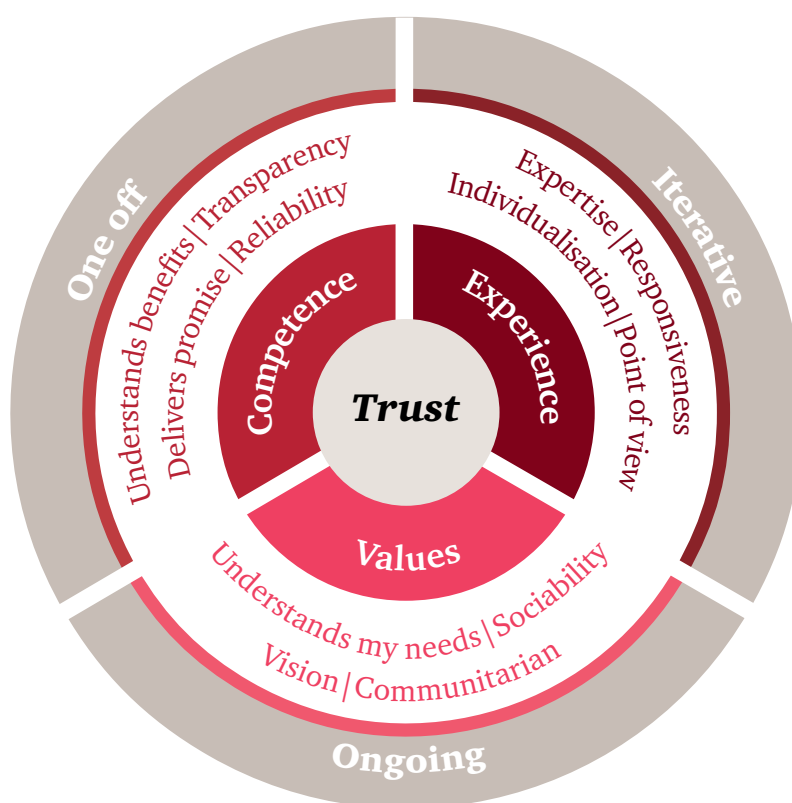 One off
Understands benefits|Transparency
Delivers promise|Reliability
Competence
Iterative
Expertise|Responsiveness
Individualisation|Point of view
Experience
Trust
Values
Understands my needs|Sociability
Vision|Communitarian
Ongoing